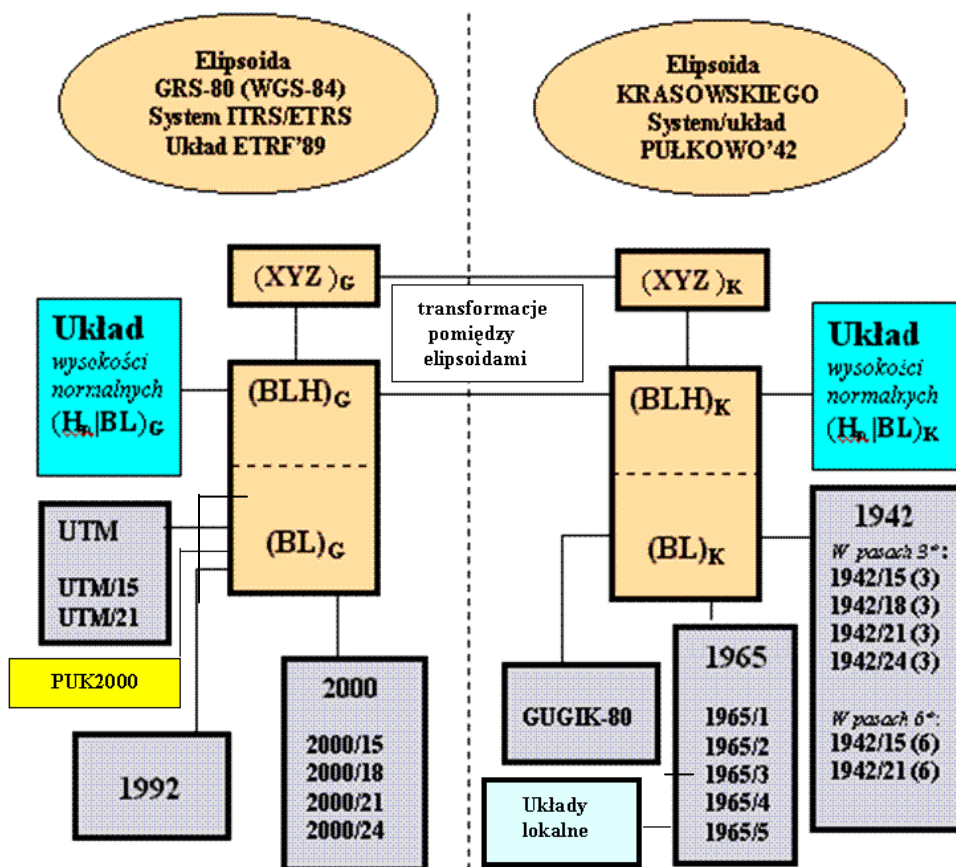 Elipsoida
GRS-80 (WGS-84)
System ITRS/ETRS
Układ ETRF'89
Elipsoida
KRASOWSKIEGO
System/układ
PUŁKOWO'42
(XYZ)G
(XYZ)K
transformacje
pomiędzy
elipsoidami
Układ
wysokości
normalnych
(Hn|BL)G
(BLH)G
(BL)G
(BLH)K
(BL)K
Układ
wysokości
normalnych
(Hn|BL)K
UTM
UTM/15
UTM/21
PUK2000
1992
2000
2000/15
2000/18
2000/21
2000/24
GUGIK-80
Układy
lokalne
1965
1965/1
1965/2
1965/3
1965/4
1965/5
1942
W pasach 3°:
1942/15 (3)
1942/18 (3)
1942/21 (3)
1942/24 (3)
W pasach 6°:
1942/15 (6)
1942/21 (6)